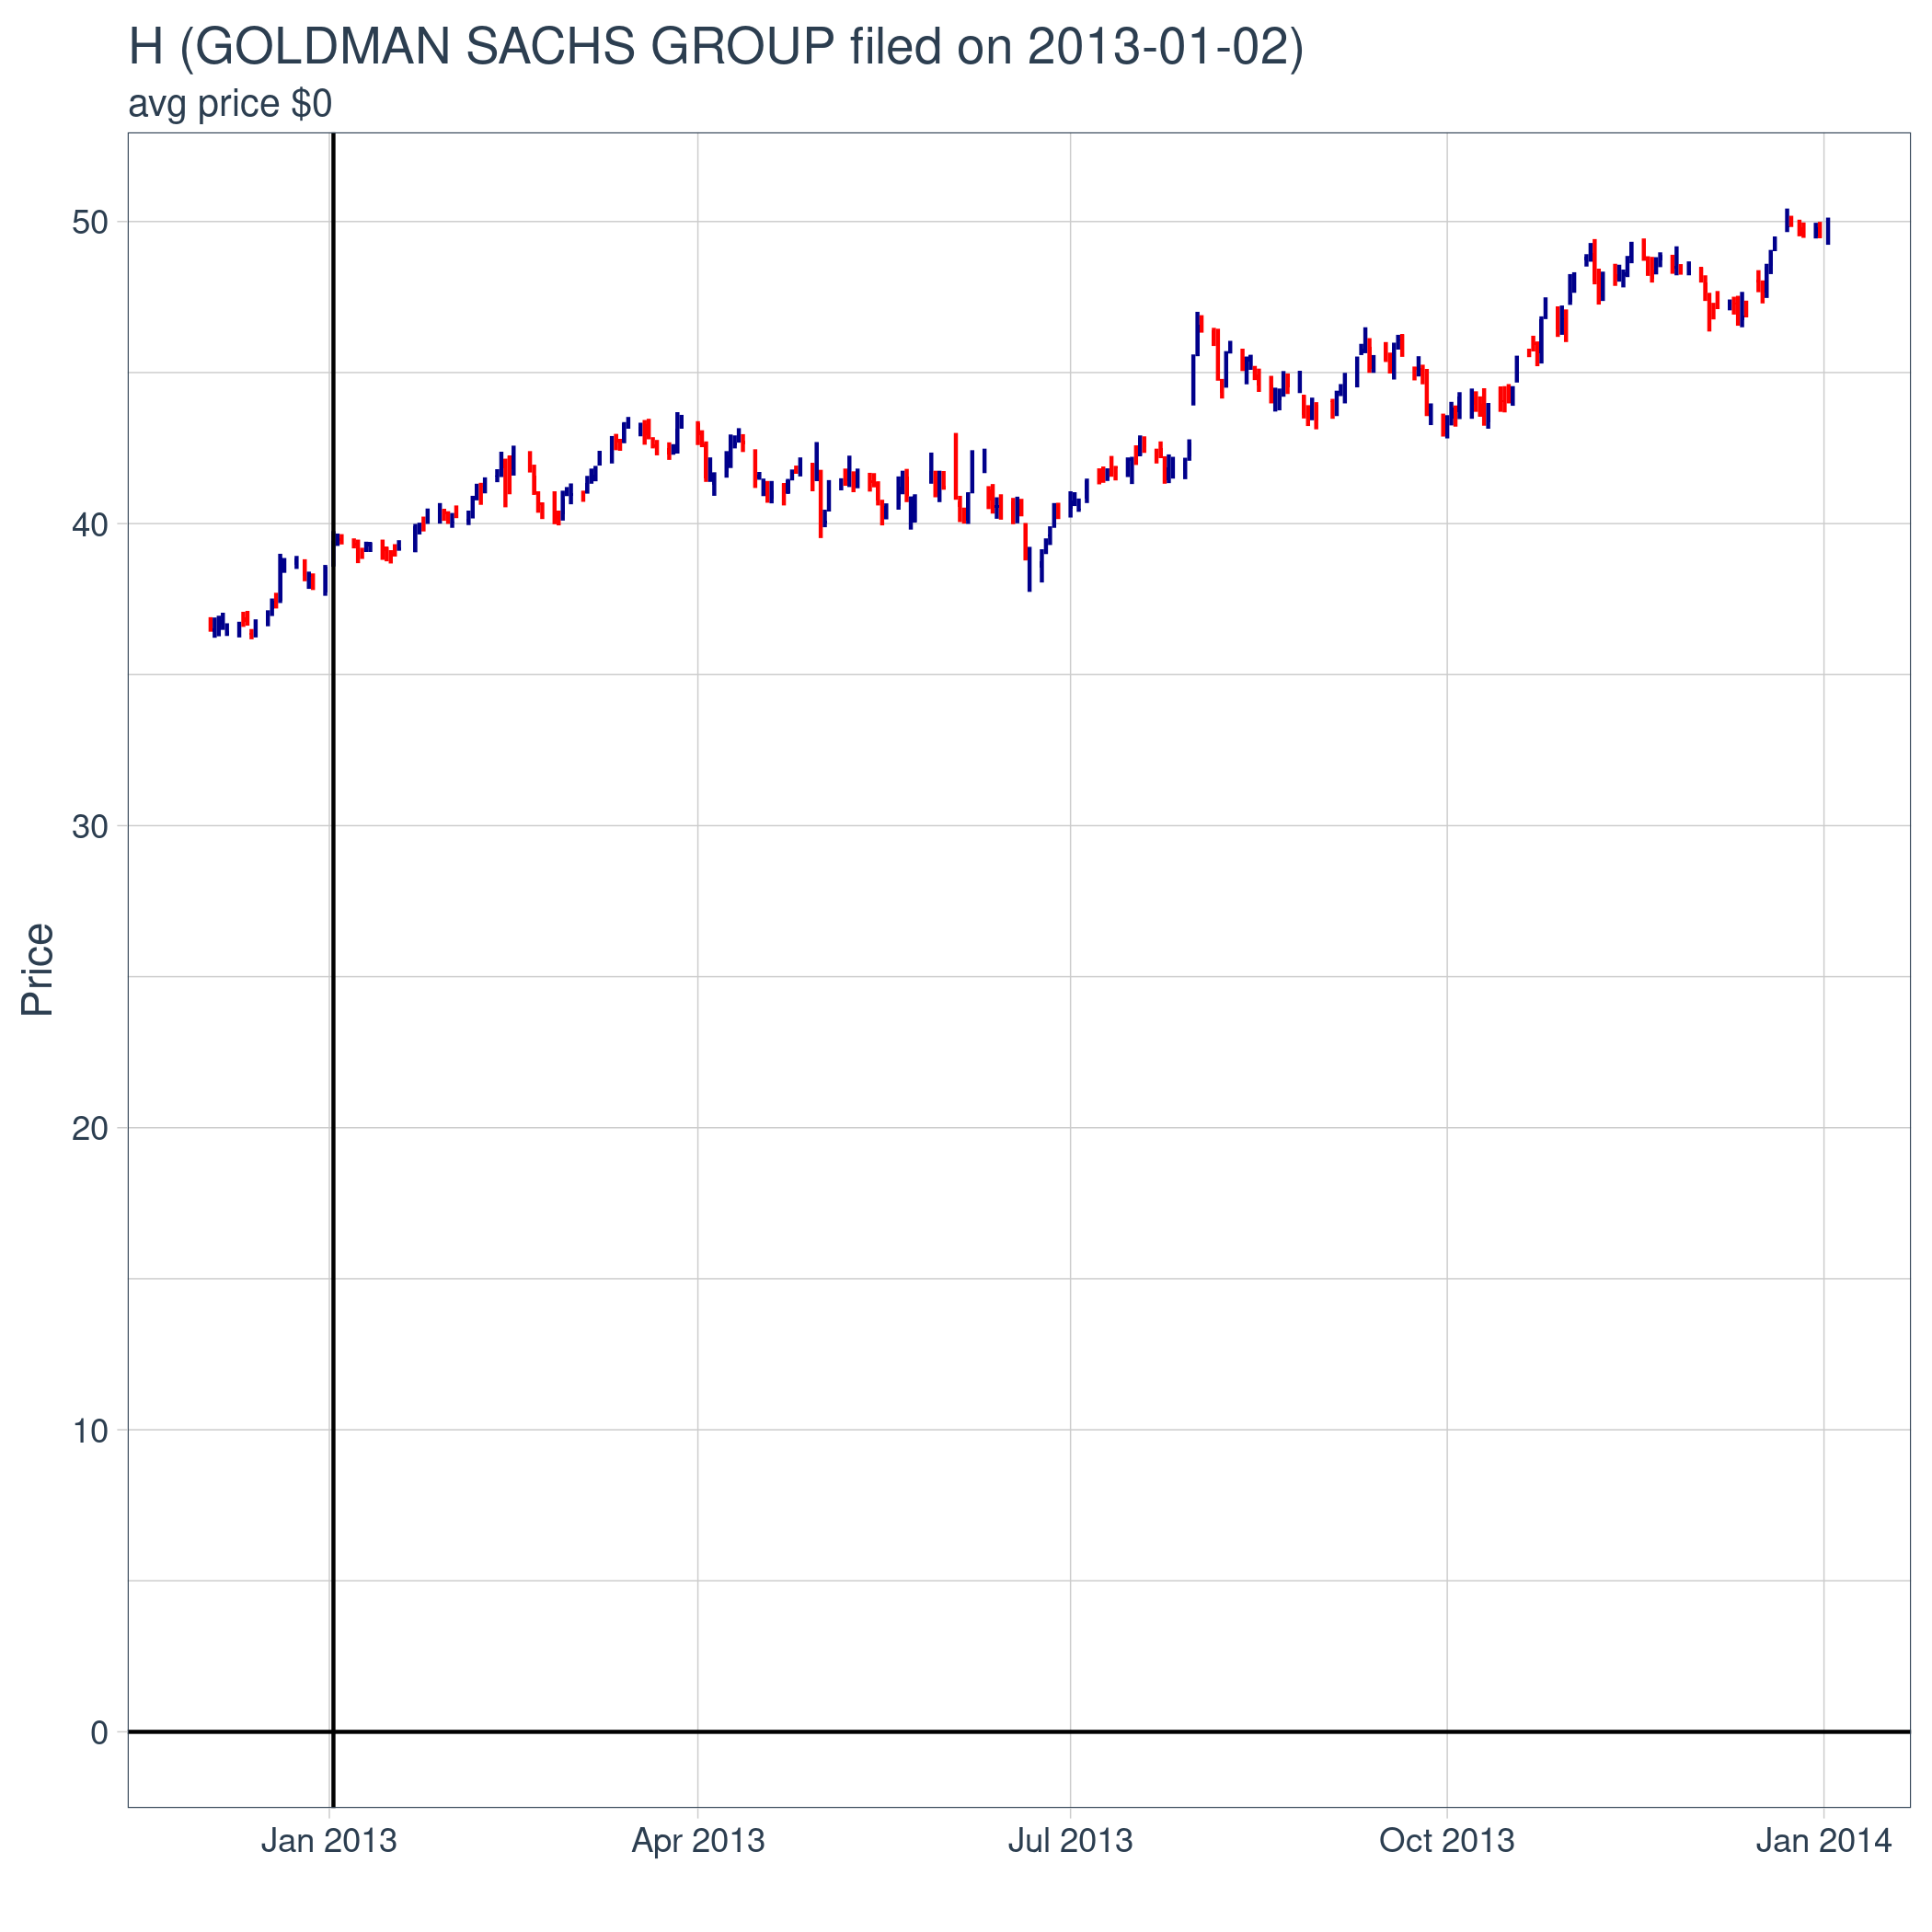 H (GOLDMAN SACHS GROUP filed on 2013-01-02)
avg price $0
50
40
30
20
10
0
Price
Jan 2013
Apr 2013
Jul 2013
Oct 2013
Jan 2014